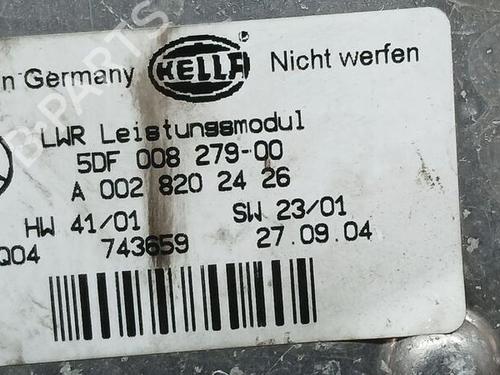 n Germany HELLA Nicht werfen
LWR Leistungsmodul
5DF 008 279-00
A 002 820 24 26
HW 41/01 SW 23/01
Q04 743659 27.09.04
B-PARTS